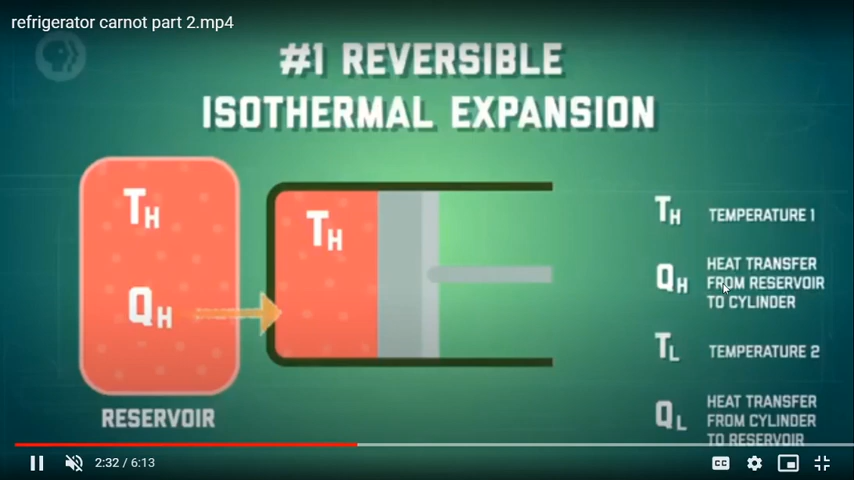 refrigerator carnot part 2.mp4
#1 REVERSIBLE
ISOTHERMAL EXPANSION
TH
QH
RESERVOIR
TH
TH TEMPERATURE 1
QH HEAT TRANSFER
FROM RESERVOIR
TO CYLINDER
TL TEMPERATURE 2
QL HEAT TRANSFER
FROM CYLINDER
TO RESERVOIR
2:32 / 6:13
CC